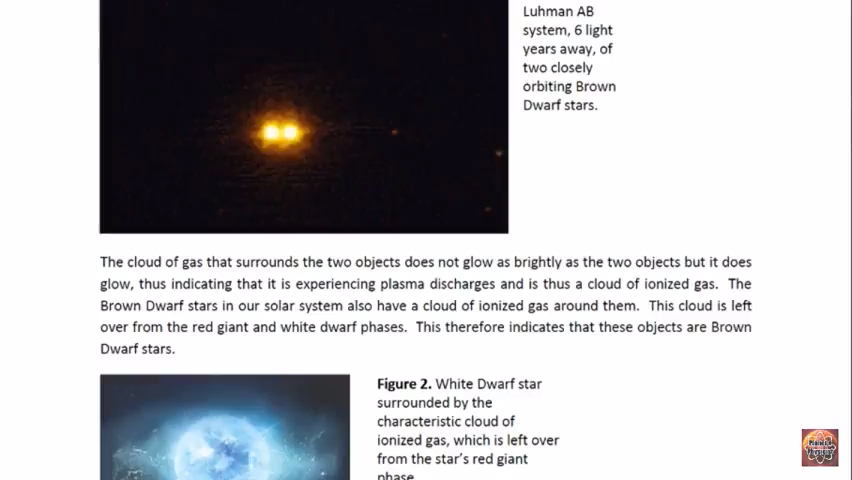 Luhman AB
system, 6 light
years away, of
two closely
orbiting Brown
Dwarf stars.
The cloud of gas that surrounds the two objects does not glow as brightly as the two objects but it does
glow, thus indicating that it is experiencing plasma discharges and is thus a cloud of ionized gas. The
Brown Dwarf stars in our solar system also have a cloud of ionized gas around them. This cloud is left
over from the red giant and white dwarf phases. This therefore indicates that these objects are Brown
Dwarf stars.
Figure 2. White Dwarf star
surrounded by the
characteristic cloud of
ionized gas, which is left over
from the star's red giant
phase